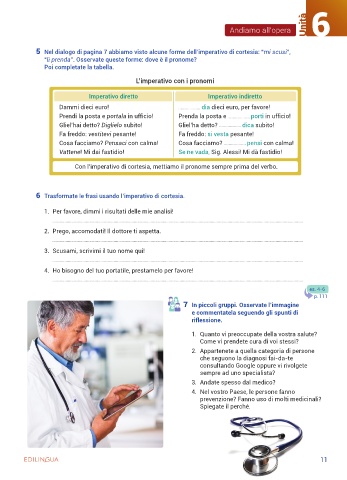 Andiamo all'opera
Unità 6
5 Nel dialogo di pagina 7 abbiamo visto alcune forme dell'imperativo di cortesia: "mi scusi",
"li prenda". Osservate queste forme: dove è il pronome?
Poi completate la tabella.
L'imperativo con i pronomi
Imperativo diretto
Imperativo indiretto
Dammi dieci euro!
............ dia dieci euro, per favore!
Prendi la posta e portala in ufficio!
Prenda la posta e ............ porti in ufficio!
Gliel'hai detto? Diglielo subito!
Gliel'ha detto? ............ dica subito!
Fa freddo: vestitevi pesante!
Fa freddo: si vesta pesante!
Cosa facciamo? Pensaci con calma!
Cosa facciamo? ............ pensi con calma!
Vattene! Mi dai fastidio!
Se ne vada, Sig. Alessi! Mi dà fastidio!
Con l'imperativo di cortesia, mettiamo il pronome sempre prima del verbo.
6 Trasformate le frasi usando l'imperativo di cortesia.
1. Per favore, dimmi i risultati delle mie analisi!
2. Prego, accomodati! Il dottore ti aspetta.
3. Scusami, scrivimi il tuo nome qui!
4. Ho bisogno del tuo portatile, prestamelo per favore!
p. 111
7 In piccoli gruppi. Osservate l'immagine
e commentatela seguendo gli spunti di
riflessione.
1. Quanto vi preoccupate della vostra salute?
Come vi prendete cura di voi stessi?
2. Appartenete a quella categoria di persone
che seguono la diagnosi fai-da-te
consultando Google oppure vi rivolgete
sempre ad uno specialista?
3. Andate spesso dal medico?
4. Nel vostro Paese, le persone fanno
prevenzione? Fanno uso di molti medicinali?
Spiegate il perché.
EDILINGUA
11